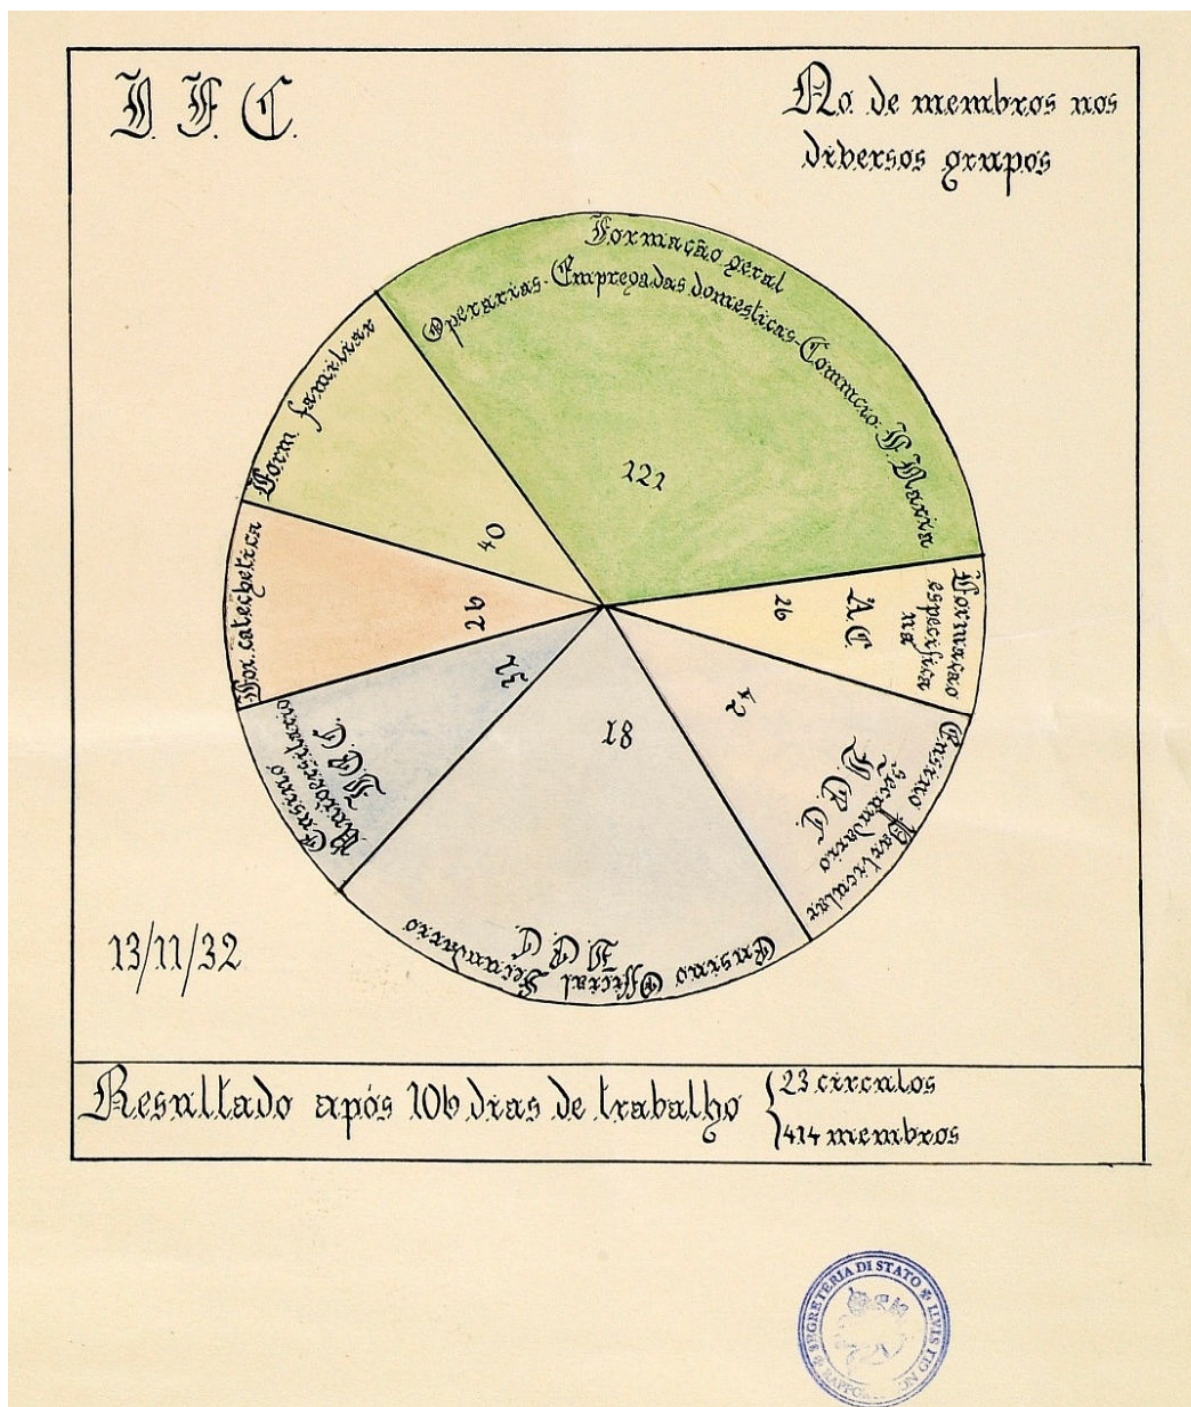 J. F. C.
No. de membros nos
diversos grupos
Formação geral
Operarias-Empregadas domesticas-Commcio-F. Maria
121
Formação
especifica
na
A C.
26
Ensino Particular
Secundario
J E C.
42
Ensino Official Secundario
J. E C
81
Ensino
Universitario
J. E C.
32
For. catechetica
26
Form. familiar
40
13/11/32
Resultado após 106 dias de trabalho
23 circulos
414 membros
SEGRETERIA DI STATO